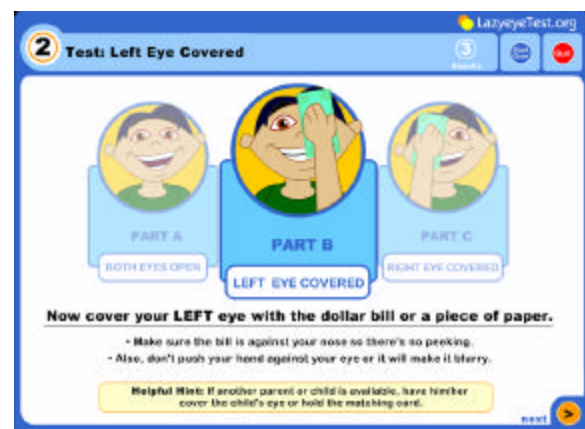 LazyeyeTest.org
2 Test: Left Eye Covered
3
Results
Quit
PART A
BOTH EYES OPEN
PART B
LEFT EYE COVERED
PART C
RIGHT EYE COVERED
Now cover your LEFT eye with the dollar bill or a piece of paper.
- Make sure the bill is against your nose so there's no peeking.
- Also, don't push your hand against your eye or it will make it blurry.
Helpful Hint: If another parent or child is available, have him/her
cover the child's eye or hold the matching card.
next >